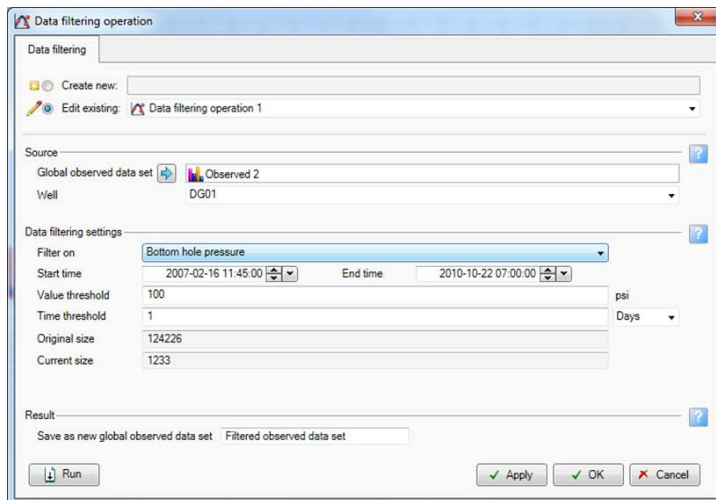 Data filtering operation
Data filtering
Create new:
Edit existing: Data filtering operation 1
Source
Global observed data set Observed 2
Well DG01
Data filtering settings
Filter on Bottom hole pressure
Start time 2007-02-16 11:45:00 End time 2010-10-22 07:00:00
Value threshold 100 psi
Time threshold 1 Days
Original size 124226
Current size 1233
Result
Save as new global observed data set Filtered observed data set
Run Apply OK Cancel